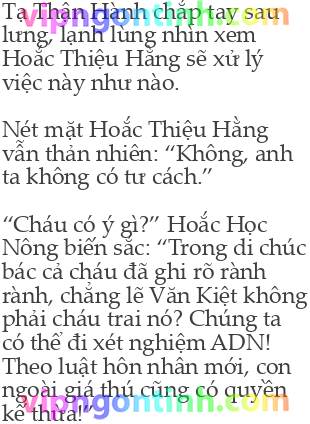 Tạ Thận Hành chắp tay sau
vipngontinh.com
lưng, lạnh lùng nhìn xem
Hoắc Thiệu Hằng sẽ xử lý
việc này như nào.
Nét mặt Hoắc Thiệu Hằng
vẫn thản nhiên: “Không, anh
ta không có tư cách.”
“Cháu có ý gì?” Hoắc Học
Nông biến sắc: “Trong di chúc
bác cả cháu đã ghi rõ rành
rành, chẳng lẽ Văn Kiệt không
phải cháu trai nó? Chúng ta
có thể đi xét nghiệm ADN!
Theo luật hôn nhân mới, con
ngoài giá thú cũng có quyền
vipngontinh.com
kế thừa!”